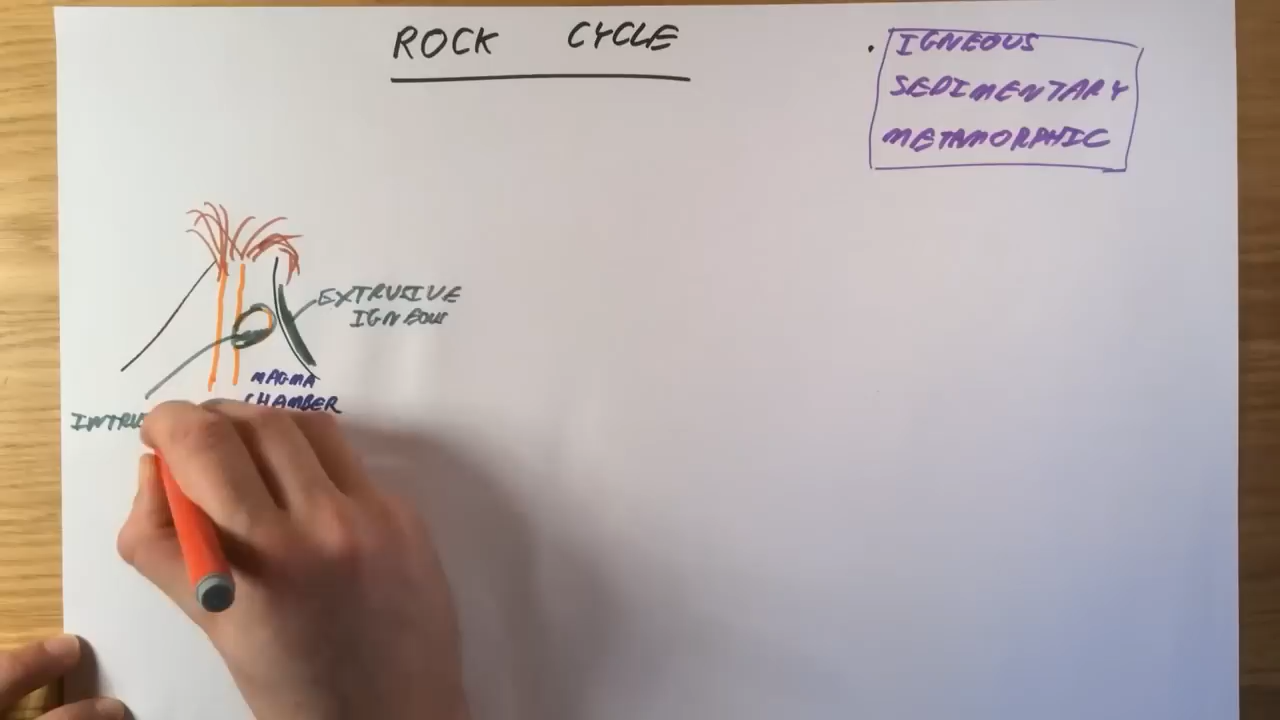 ROCK CYCLE
IGNEOUS
SEDIMENTARY
METAMORPHIC
EXTRUSIVE
IGNEOUS
MAGMA
CHAMBER